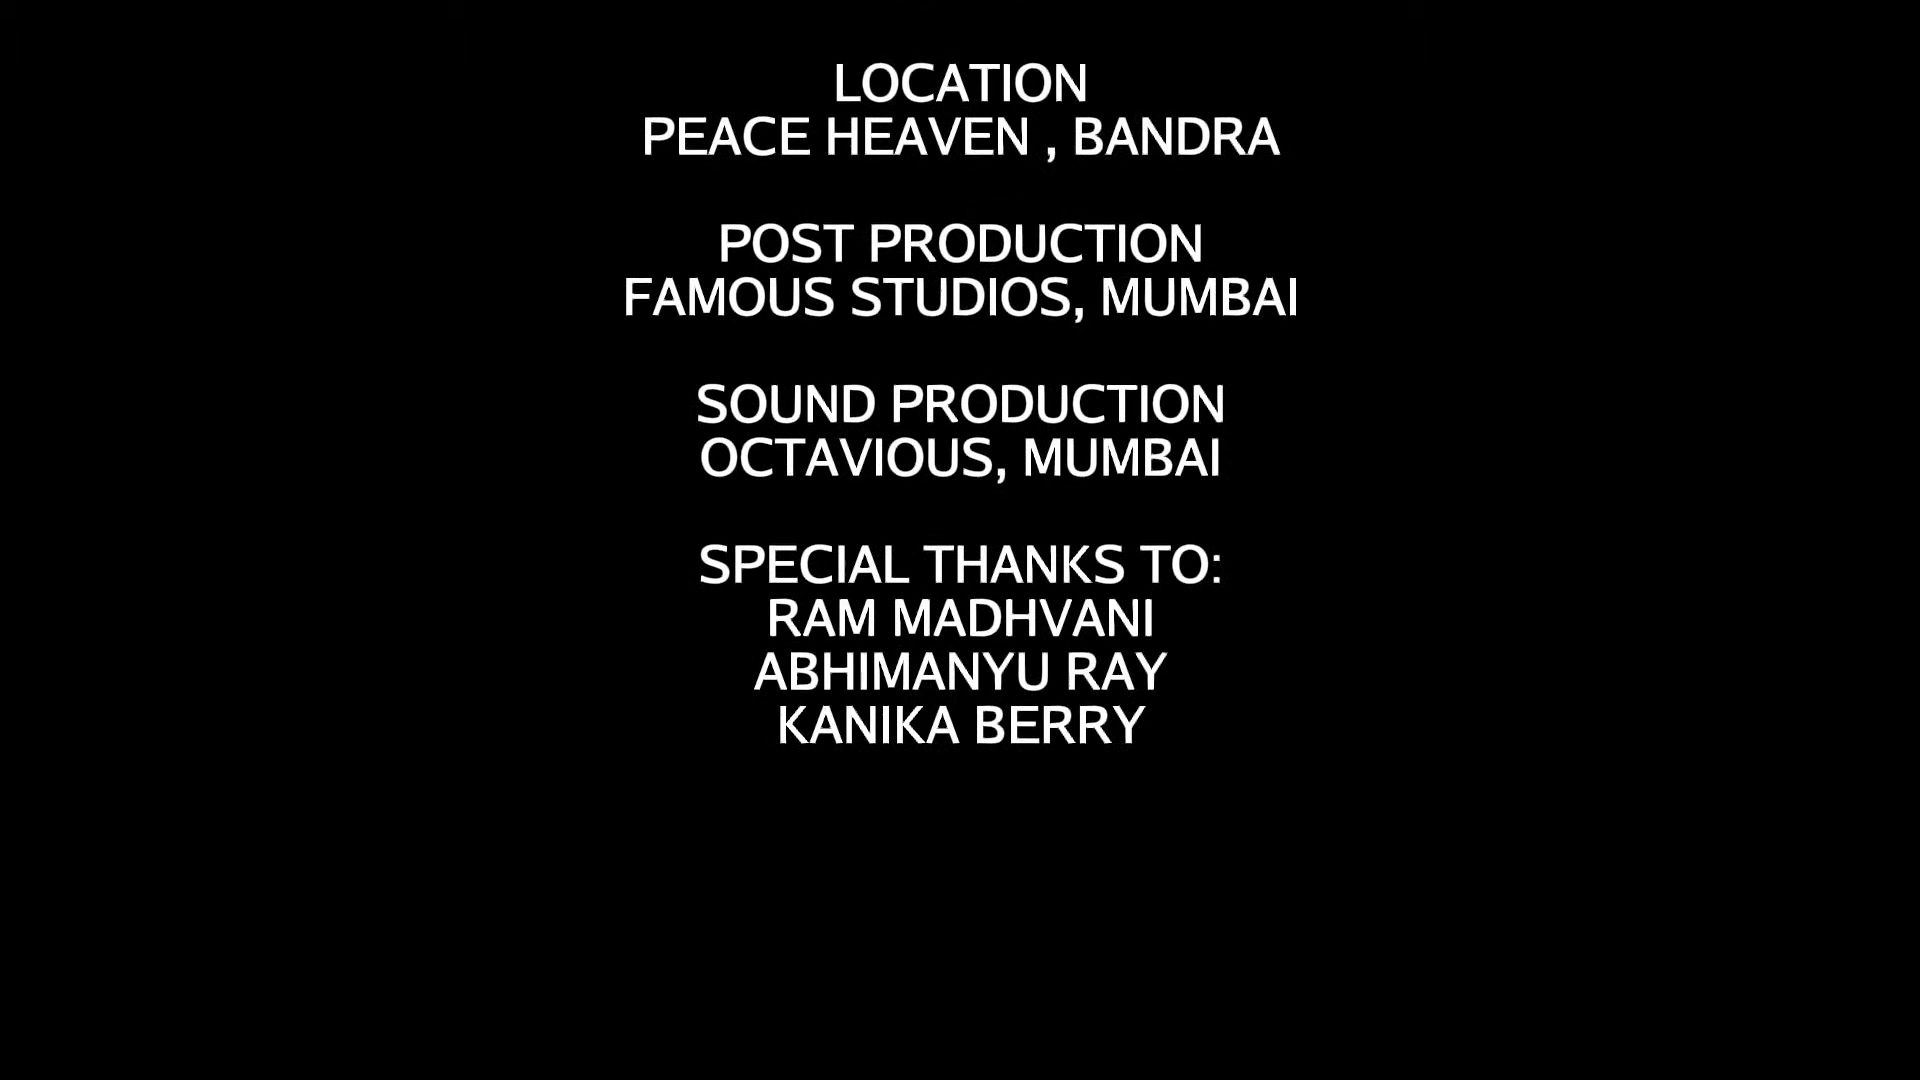 LOCATION
PEACE HEAVEN , BANDRA
POST PRODUCTION
FAMOUS STUDIOS, MUMBAI
SOUND PRODUCTION
OCTAVIOUS, MUMBAI
SPECIAL THANKS TO:
RAM MADHVANI
ABHIMANYU RAY
KANIKA BERRY